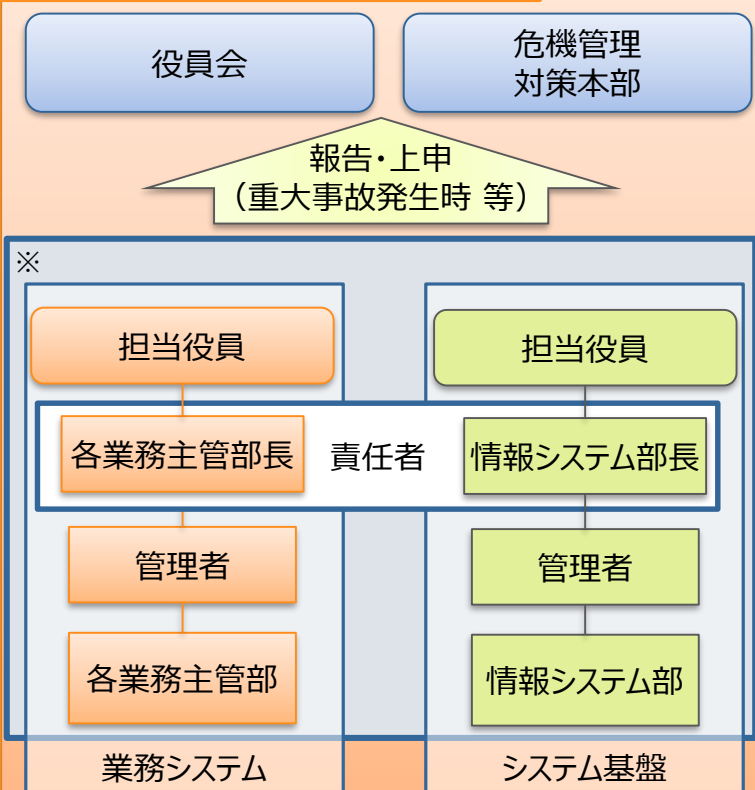 役員会
危機管理
対策本部
報告・上申
（重大事故発生時 等）
※
担当役員
担当役員
各業務主管部長
責任者
情報システム部長
管理者
管理者
各業務主管部
情報システム部
業務システム
システム基盤